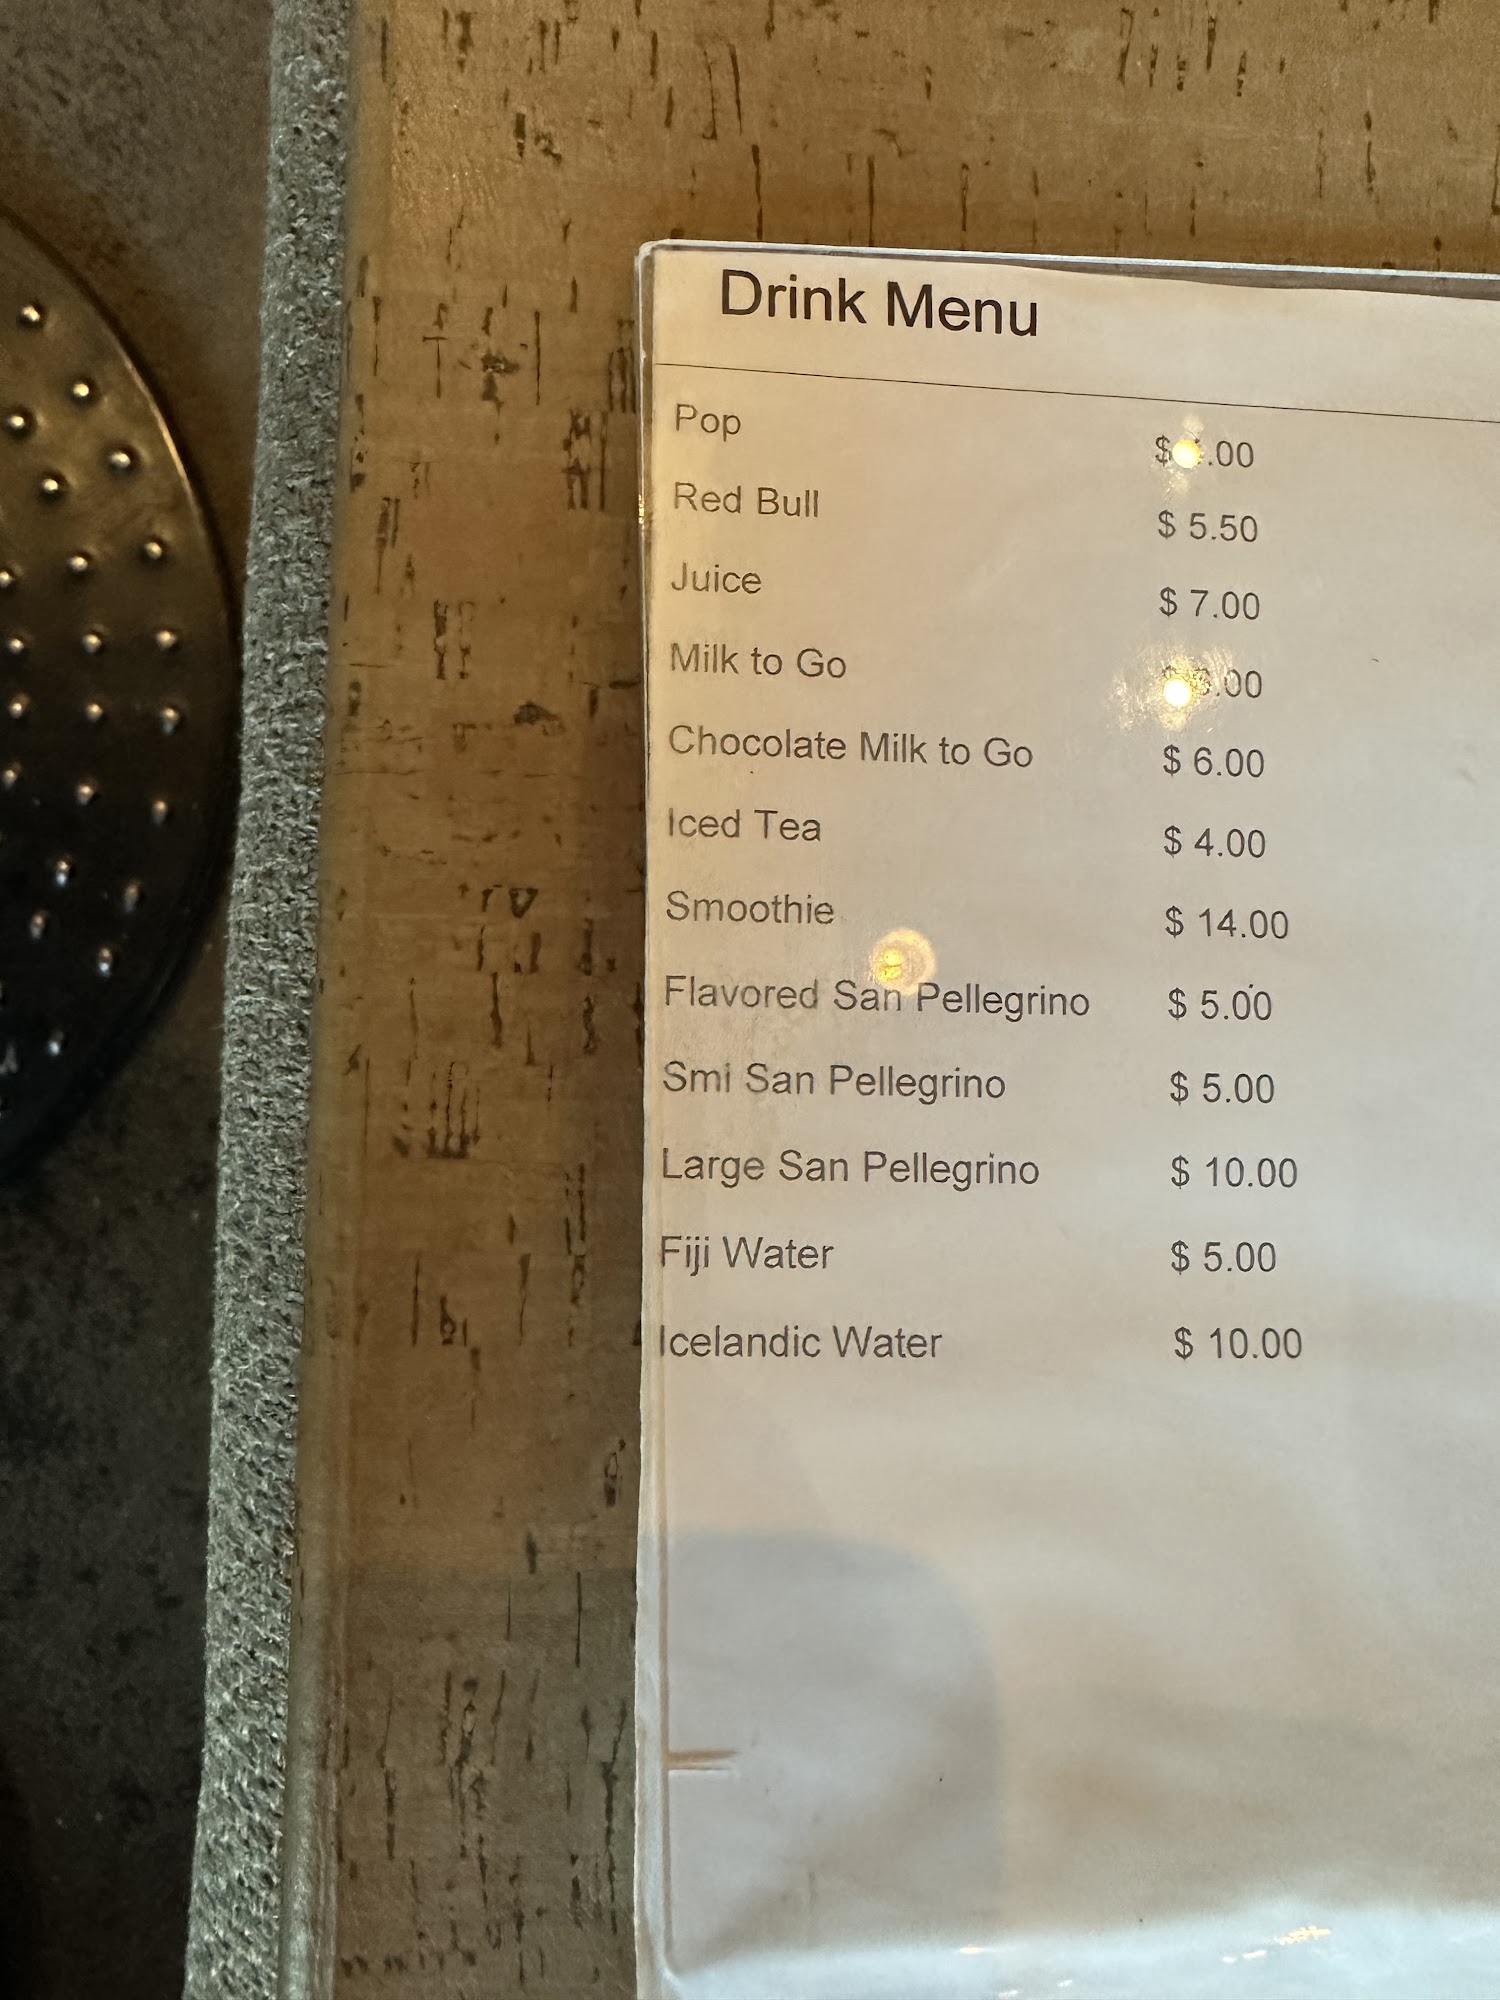 Drink Menu
Pop
Red Bull $ 5.50
Juice $ 7.00
Milk to Go
Chocolate Milk to Go $ 6.00
Iced Tea $ 4.00
Smoothie $ 14.00
Flavored San Pellegrino $ 5.00
Smi San Pellegrino $ 5.00
Large San Pellegrino $ 10.00
Fiji Water $ 5.00
Icelandic Water $ 10.00